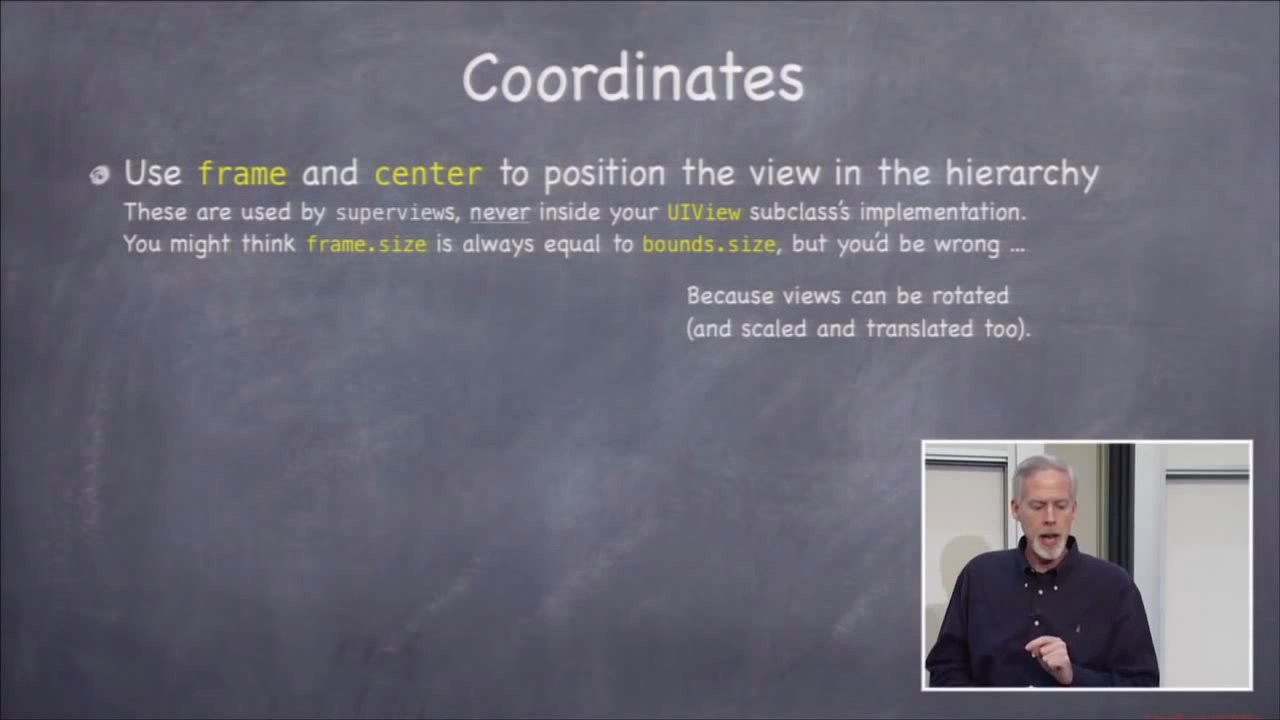 Coordinates
Use frame and center to position the view in the hierarchy
These are used by superviews, never inside your UIView subclass's implementation.
You might think frame.size is always equal to bounds.size, but you'd be wrong ...
Because views can be rotated
(and scaled and translated too).